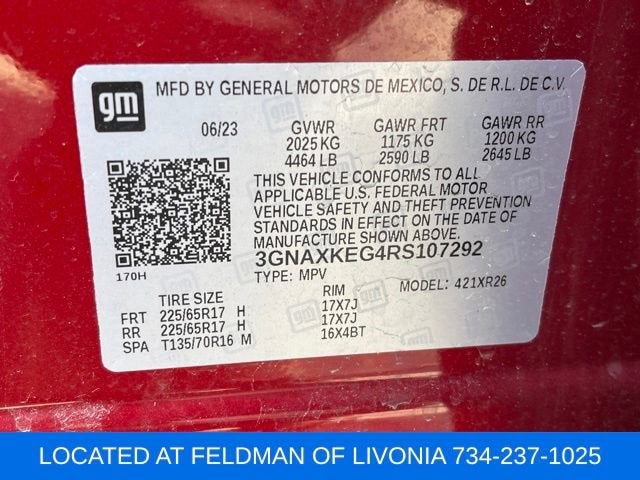 gm
MFD BY GENERAL MOTORS DE MEXICO, S. DE R.L. DE C.V.
06/23 GVWR GAWR FRT GAWR RR
2025 KG 1175 KG 1200 KG
4464 LB 2590 LB 2645 LB
THIS VEHICLE CONFORMS TO ALL
APPLICABLE U.S. FEDERAL MOTOR
VEHICLE SAFETY AND THEFT PREVENTION
STANDARDS IN EFFECT ON THE DATE OF
MANUFACTURE SHOWN ABOVE.
3GNAXKEG4RS107292
170H TYPE: MPV MODEL: 421XR26
TIRE SIZE RIM
FRT 225/65R17 H 17X7J
RR 225/65R17 H 17X7J
SPA T135/70R16 M 16X4BT
LOCATED AT FELDMAN OF LIVONIA 734-237-1025